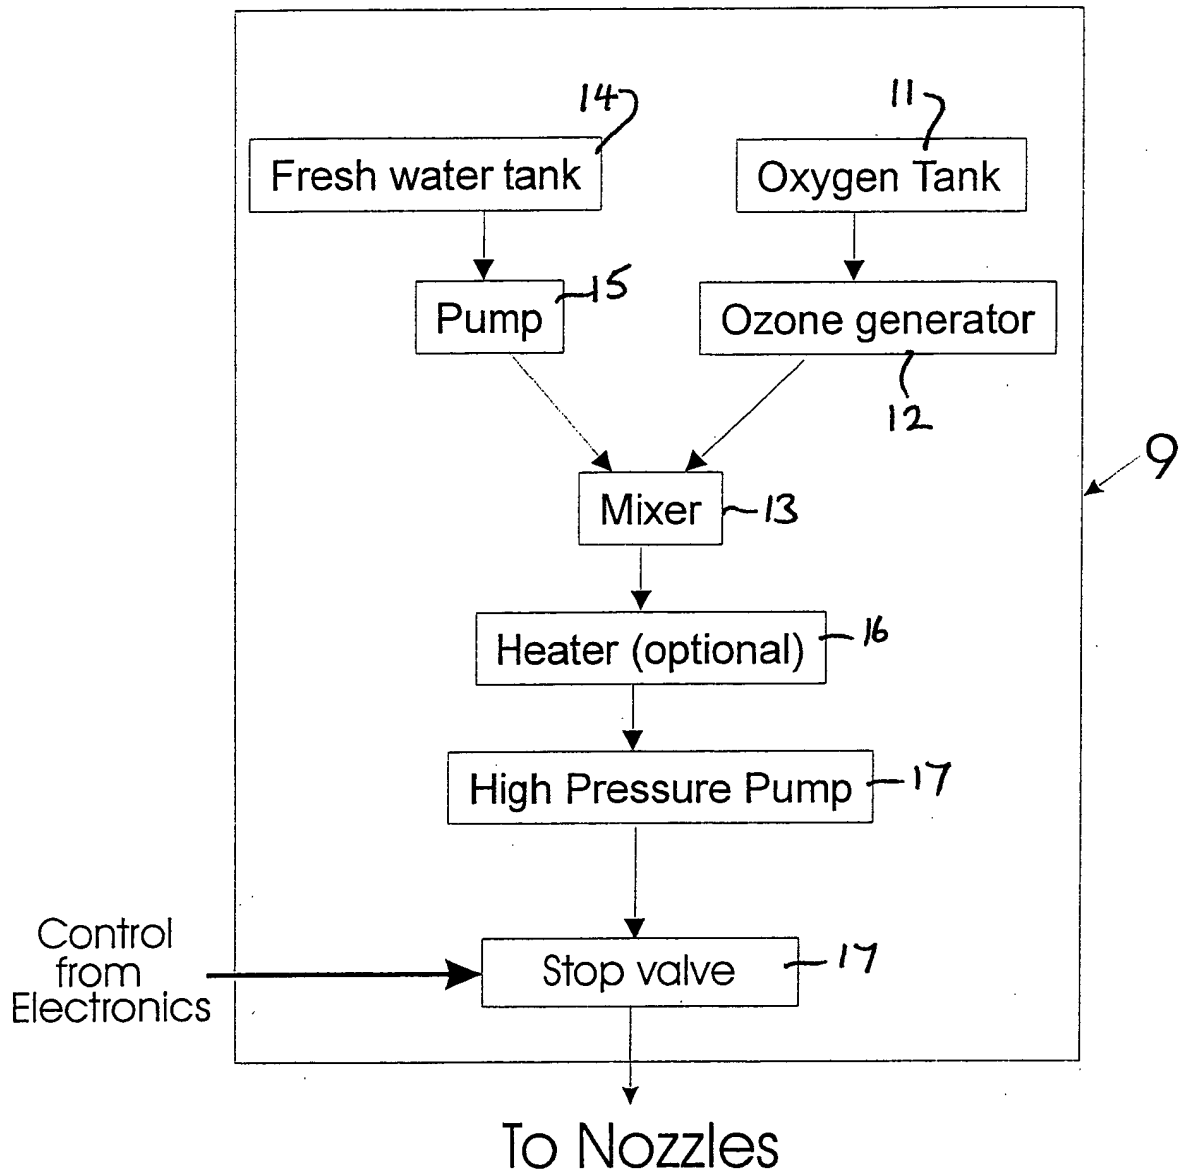 14
11
Fresh water tank
Oxygen Tank
15
Pump
Ozone generator
12
9
Mixer
13
Heater (optional)
16
High Pressure Pump
17
Control
from
Electronics
Stop valve
17
To Nozzles